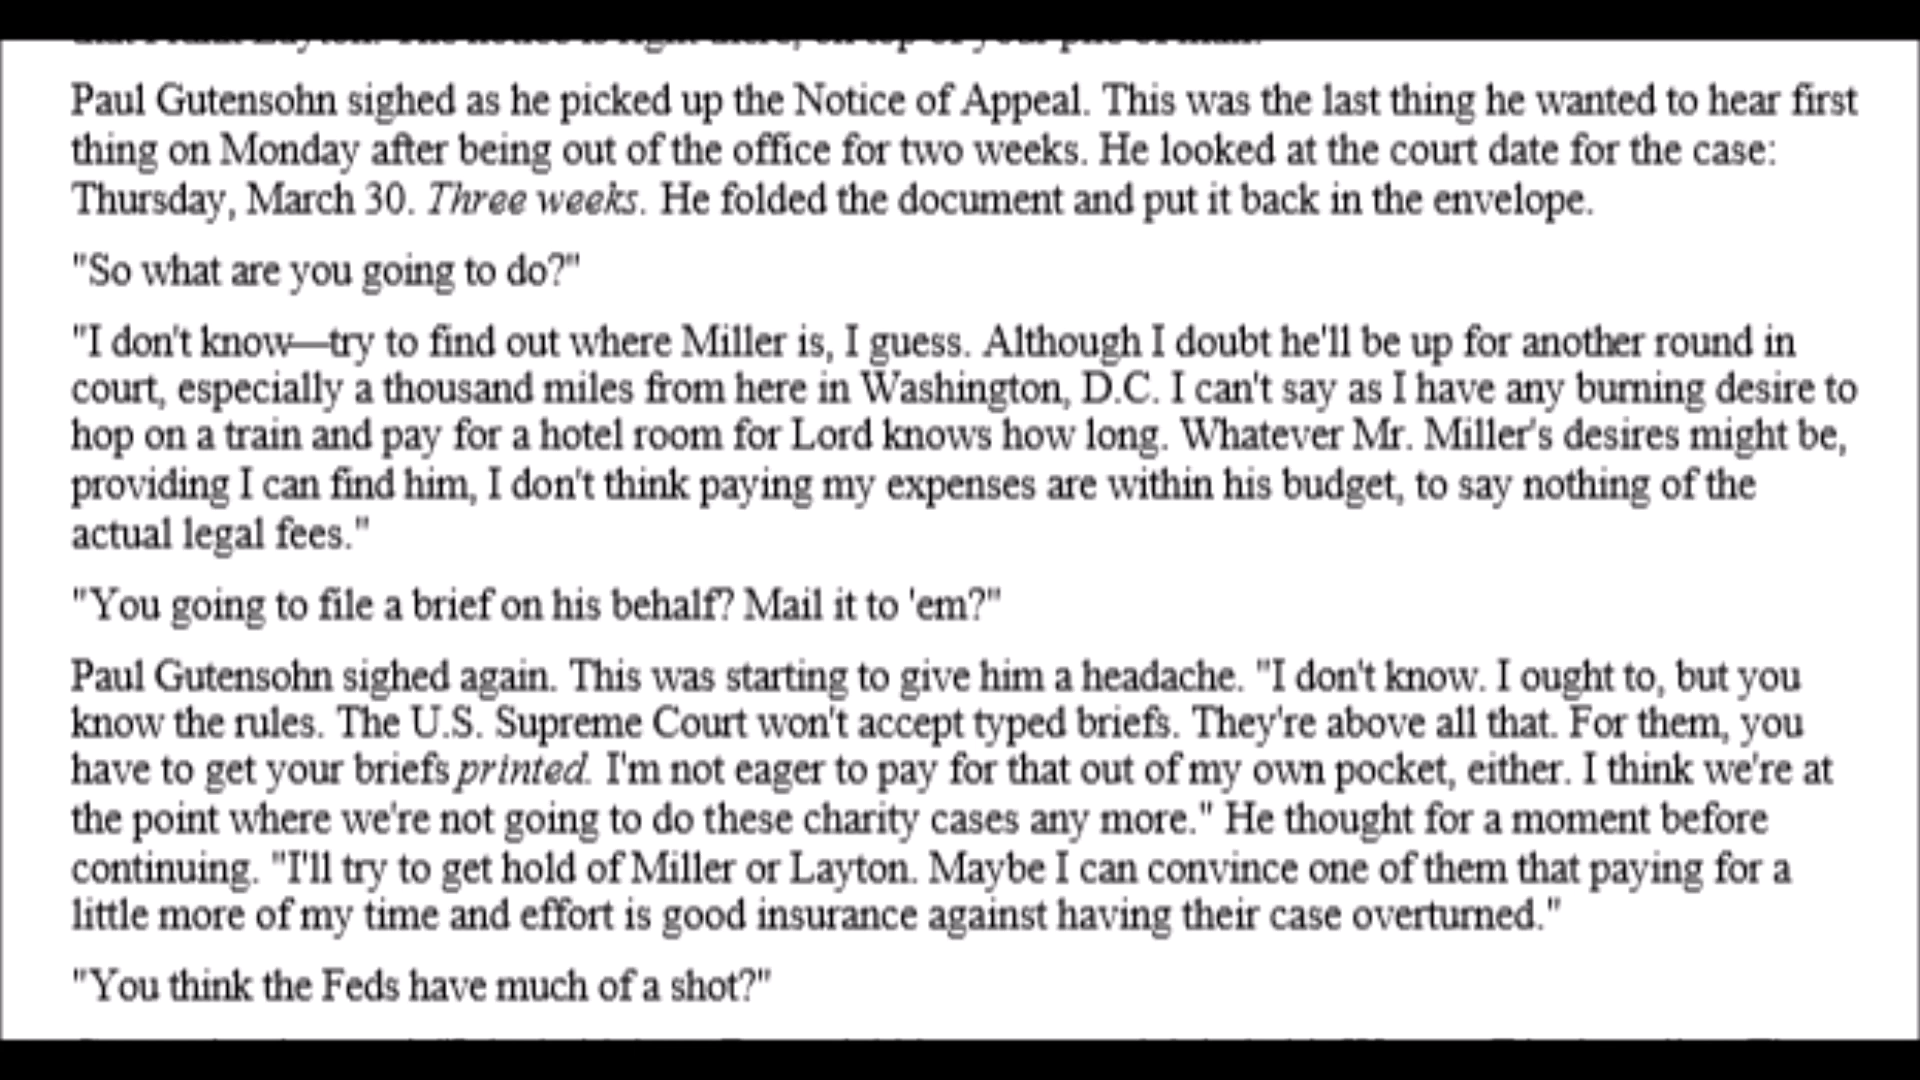 Paul Gutensohn sighed as he picked up the Notice of Appeal. This was the last thing he wanted to hear first
thing on Monday after being out of the office for two weeks. He looked at the court date for the case:
Thursday, March 30. Three weeks. He folded the document and put it back in the envelope.
"So what are you going to do?"
"I don't know—try to find out where Miller is, I guess. Although I doubt he'll be up for another round in
court, especially a thousand miles from here in Washington, D.C. I can't say as I have any burning desire to
hop on a train and pay for a hotel room for Lord knows how long. Whatever Mr. Miller's desires might be,
providing I can find him, I don't think paying my expenses are within his budget, to say nothing of the
actual legal fees."
"You going to file a brief on his behalf? Mail it to 'em?"
Paul Gutensohn sighed again. This was starting to give him a headache. "I don't know. I ought to, but you
know the rules. The U.S. Supreme Court won't accept typed briefs. They're above all that. For them, you
have to get your briefs printed. I'm not eager to pay for that out of my own pocket, either. I think we're at
the point where we're not going to do these charity cases any more." He thought for a moment before
continuing. "I'll try to get hold of Miller or Layton. Maybe I can convince one of them that paying for a
little more of my time and effort is good insurance against having their case overturned."
"You think the Feds have much of a shot?"